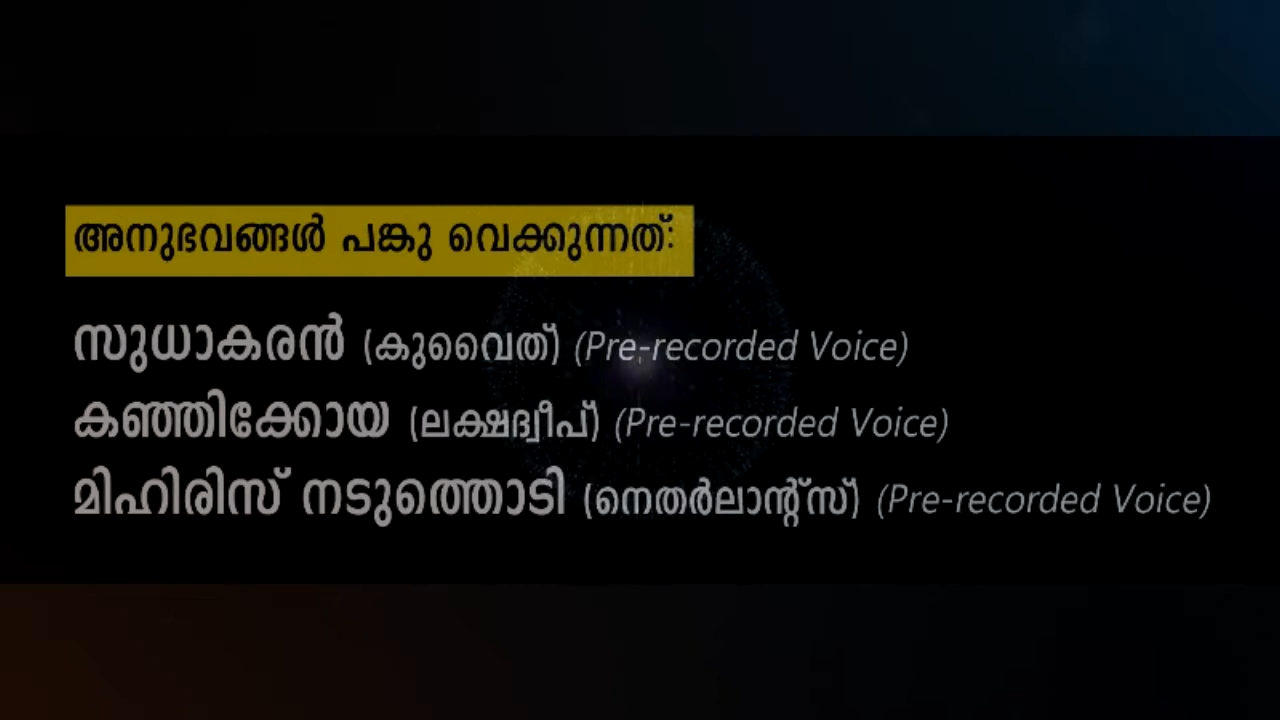 അനുഭവങ്ങൾ പങ്കു വെക്കുന്നത്:
സുധാകരൻ (കുവൈത്) (Pre-recorded Voice)
കഞ്ഞിക്കോയ (ലക്ഷദ്വീപ്) (Pre-recorded Voice)
മിഹിരിസ് നടുത്തൊടി (നെതർലാന്റ്സ്) (Pre-recorded Voice)